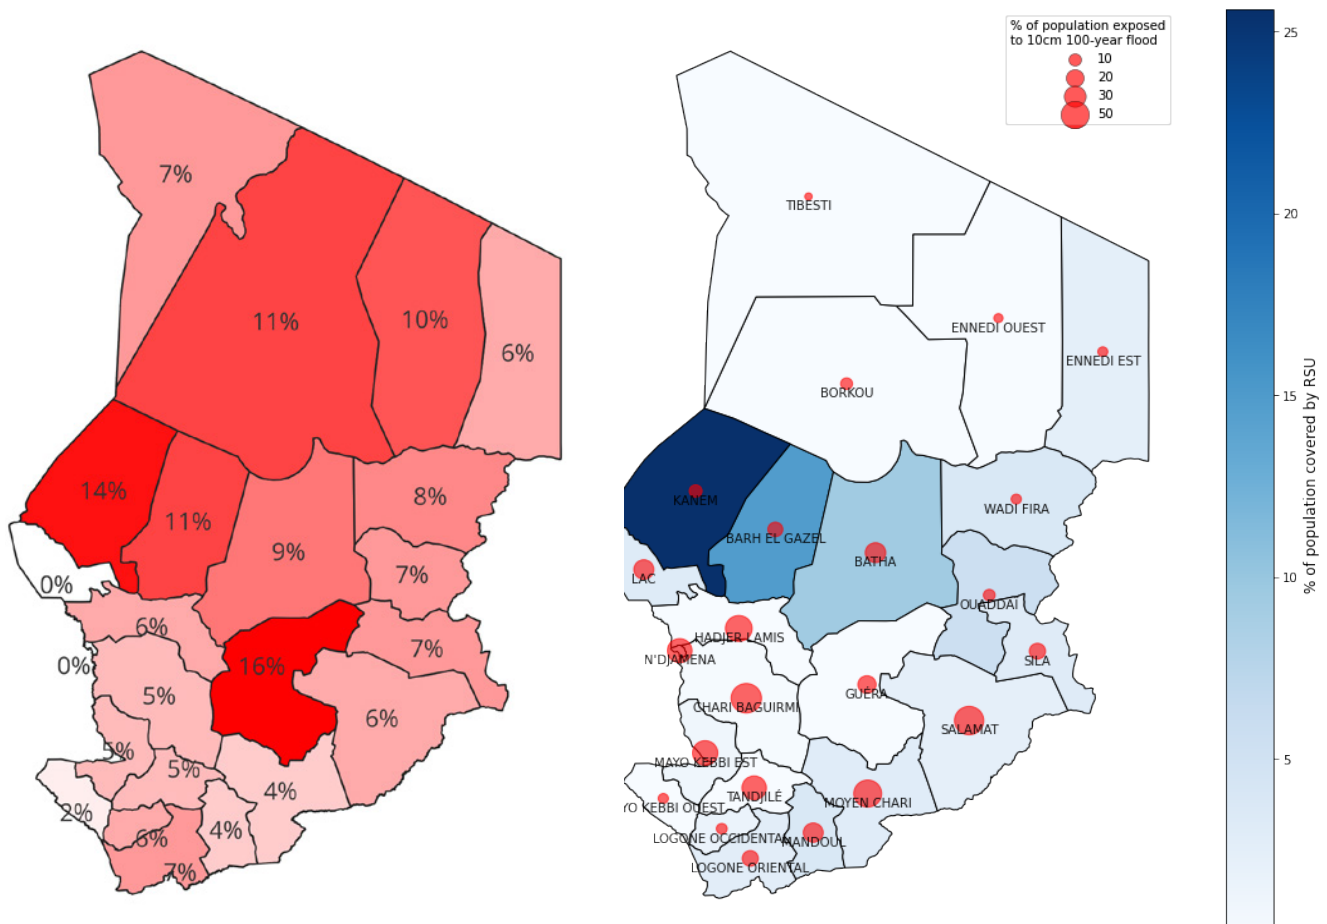 7%
11%
10%
6%
14%
11%
9%
8%
7%
0%
6%
7%
0%
16%
5%
6%
5%
5%
4%
2%
4%
6%
7%
% of population exposed
to 10cm 100-year flood
10
20
30
50
TIBESTI
ENNEDI OUEST
ENNEDI EST
BORKOU
KANEM
WADI FIRA
BARH EL GAZEL
BATHA
LAC
OUADDAÏ
HADJER LAMIS
N'DJAMENA
SILA
GUÉRA
CHARI BAGUIRMI
SALAMAT
MAYO KEBBI EST
TANDJILÉ
MOYEN CHARI
YO KEBBI OUEST
LOGONE OCCIDENTAL
MANDOUL
LOGONE ORIENTAL
25
20
15
10
5
% of population covered by RSU